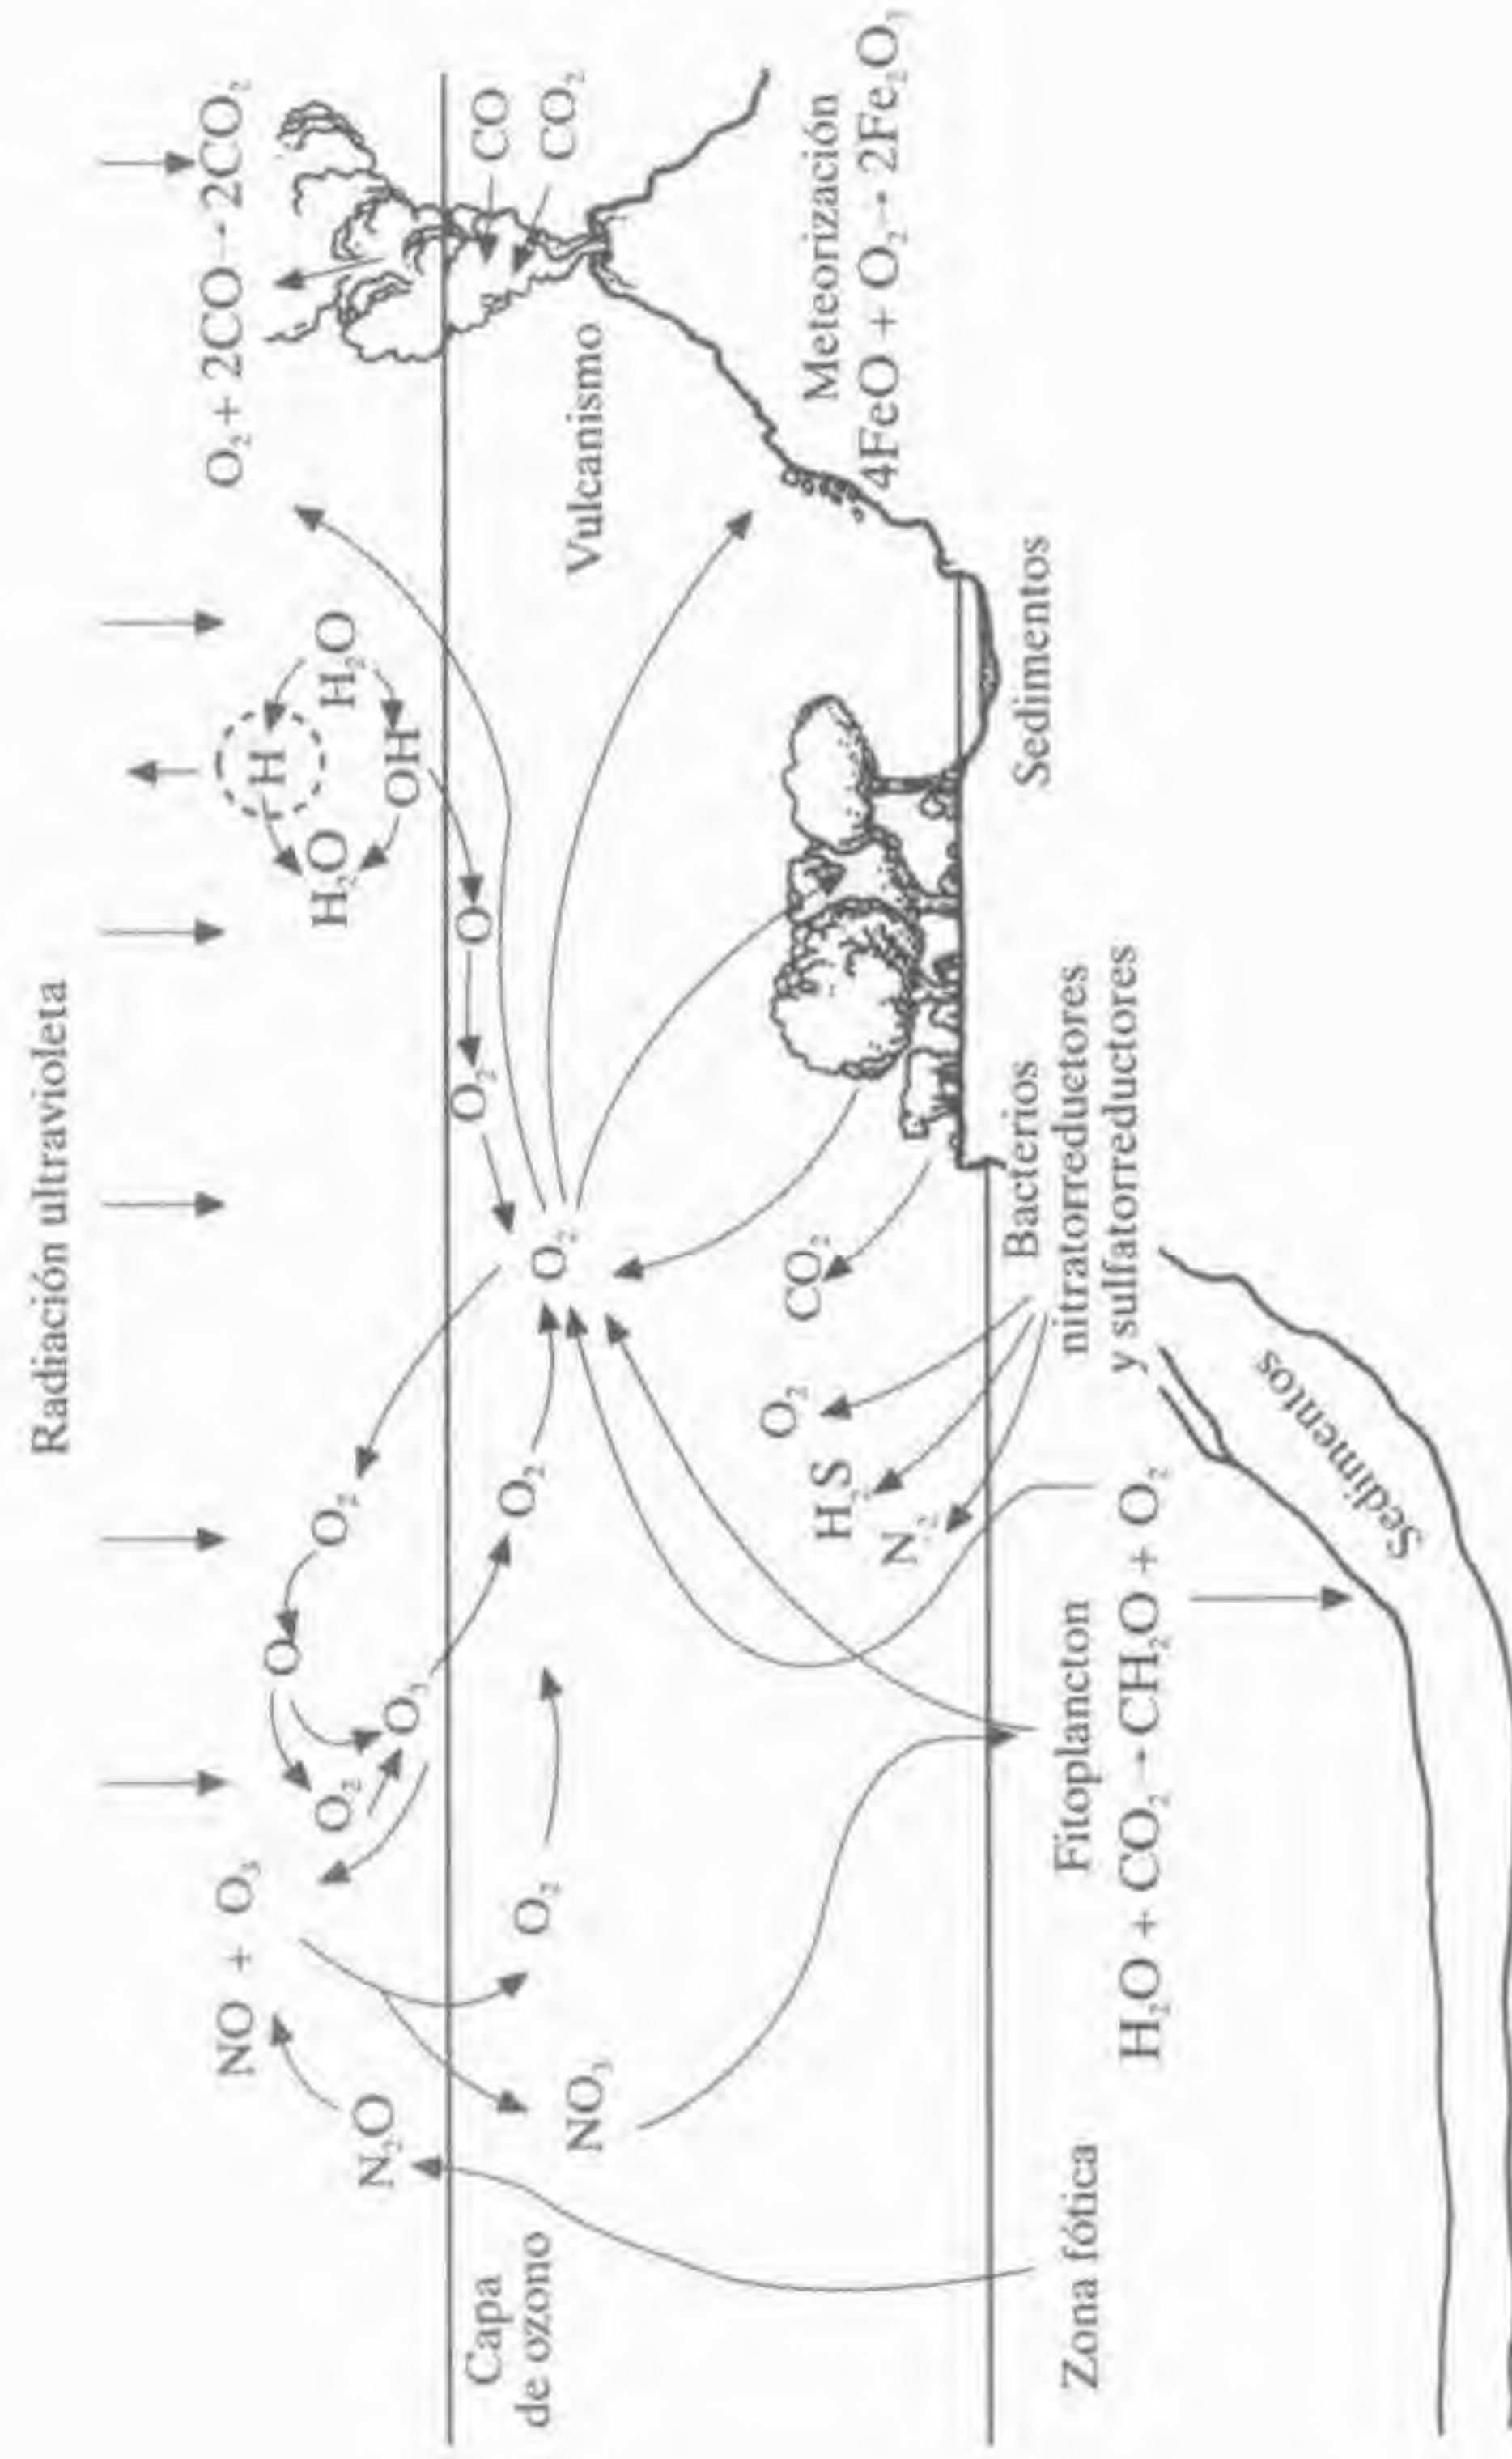 Radiación ultravioleta
NO + O₃
N₂O
O₂
O
O₃
O₂
H₂O
H
OH
H₂O
O₂ + 2CO → 2CO₂
Capa
de ozono
NO₃
O₂
O₂
O₂
O₂
O
Vulcanismo
CO
CO₂
H₂S
N₂
O₂
CO₂
Meteorización
4FeO + O₂ → 2Fe₂O₃
Zona fótica
Fitoplancton
H₂O + CO₂ → CH₂O + O₂
Bacterios
nitratorreductores
y sulfatorreductores
Sedimentos
Sedimentos